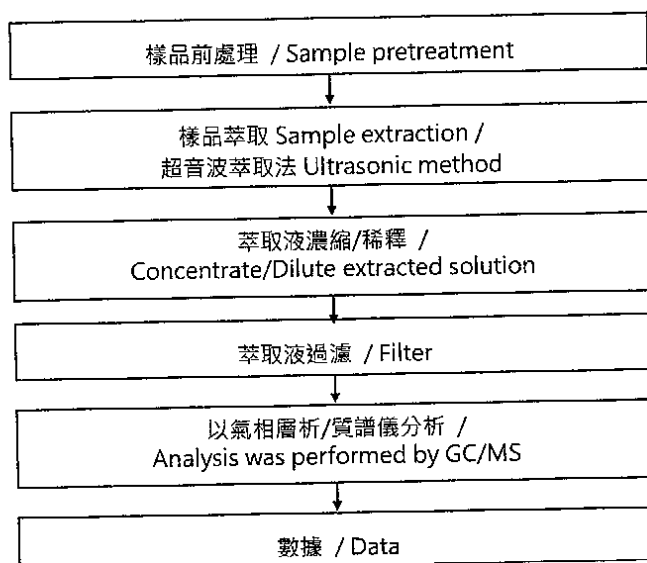 樣品前處理 / Sample pretreatment
樣品萃取 Sample extraction /
超音波萃取法 Ultrasonic method
萃取液濃縮/稀釋 /
Concentrate/Dilute extracted solution
萃取液過濾 / Filter
以氣相層析/質譜儀分析 /
Analysis was performed by GC/MS
數據 / Data